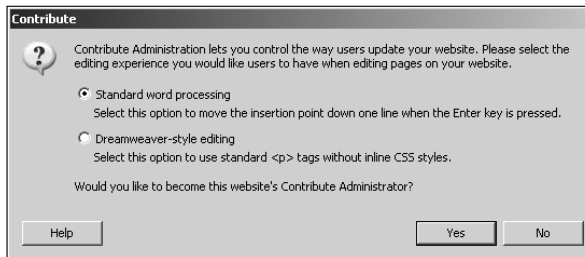 Contribute
Contribute Administration lets you control the way users update your website. Please select the
editing experience you would like users to have when editing pages on your website.
Standard word processing
Select this option to move the insertion point down one line when the Enter key is pressed.
Dreamweaver-style editing
Select this option to use standard <p> tags without inline CSS styles.
Would you like to become this website's Contribute Administrator?
Help
Yes
No